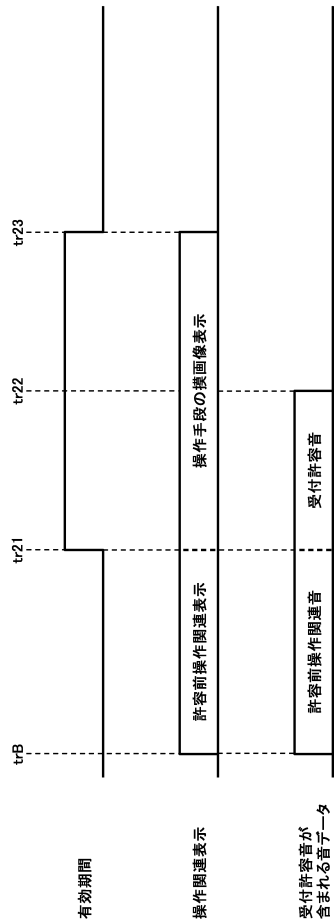 trB
tr21
tr22
tr23
有効期間
操作関連表示
許容前操作関連表示
操作手段の模画像表示
受付許容音が
含まれる音データ
許容前操作関連音
受付許容音